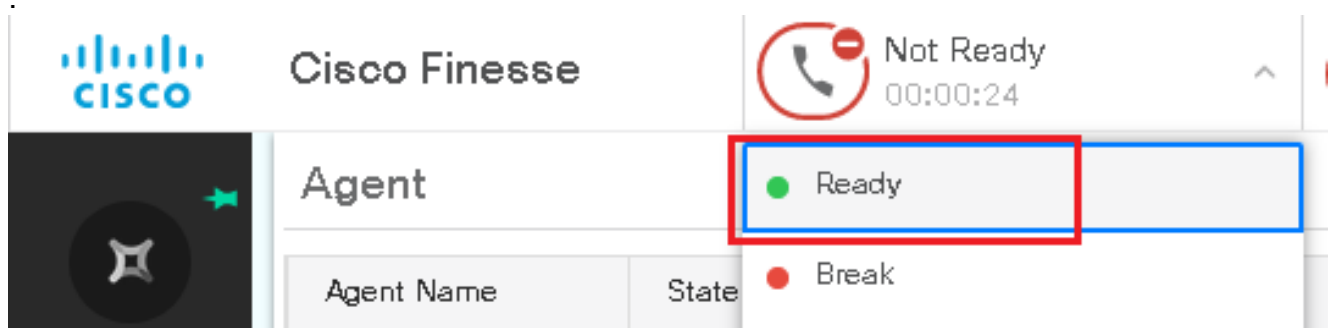 .
CISCO
Cisco Finesse
Not Ready
00:00:24
Agent
Ready
Agent Name
State
Break